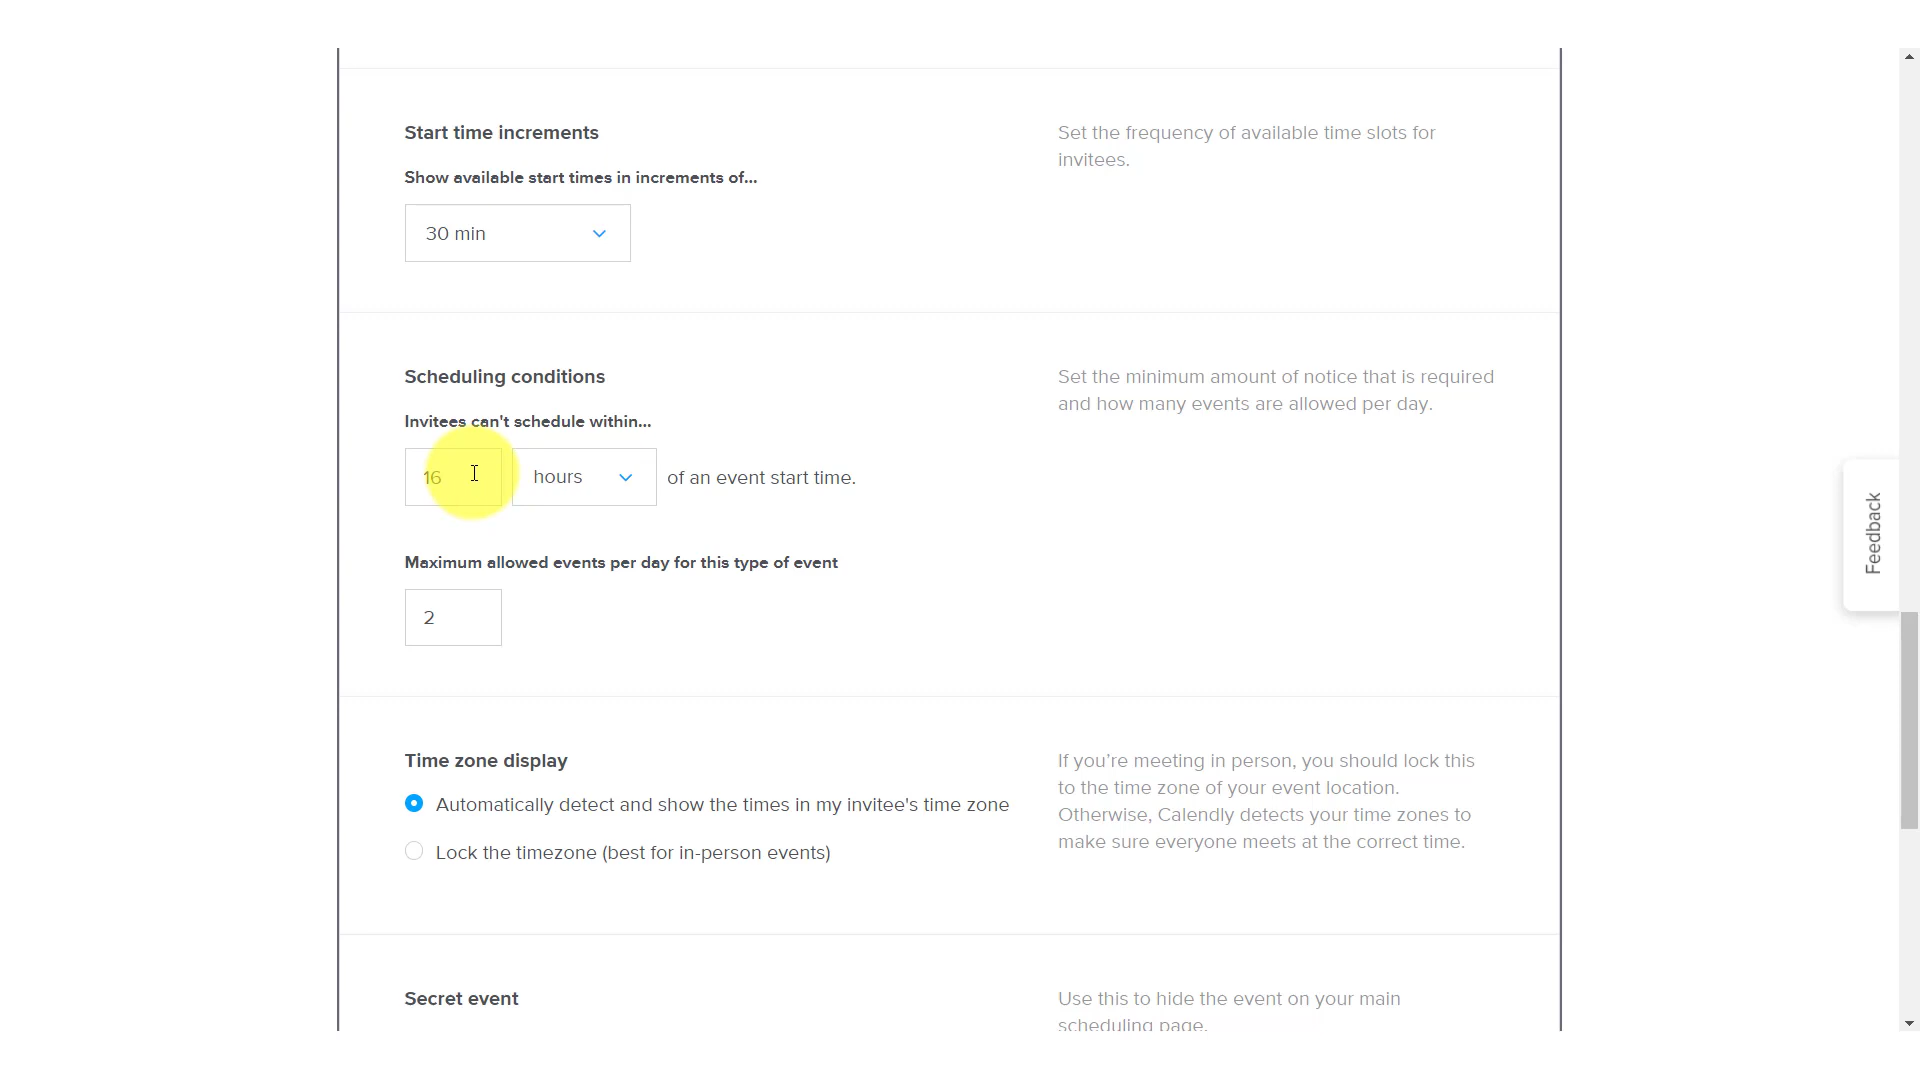 Start time increments
Set the frequency of available time slots for
invitees.
Show available start times in increments of...
30 min
Scheduling conditions
Set the minimum amount of notice that is required
and how many events are allowed per day.
Invitees can't schedule within...
16 hours of an event start time.
Maximum allowed events per day for this type of event
2
Time zone display
If you’re meeting in person, you should lock this
to the time zone of your event location.
Otherwise, Calendly detects your time zones to
make sure everyone meets at the correct time.
Automatically detect and show the times in my invitee's time zone
Lock the timezone (best for in-person events)
Secret event
Use this to hide the event on your main
scheduling page.
Feedback